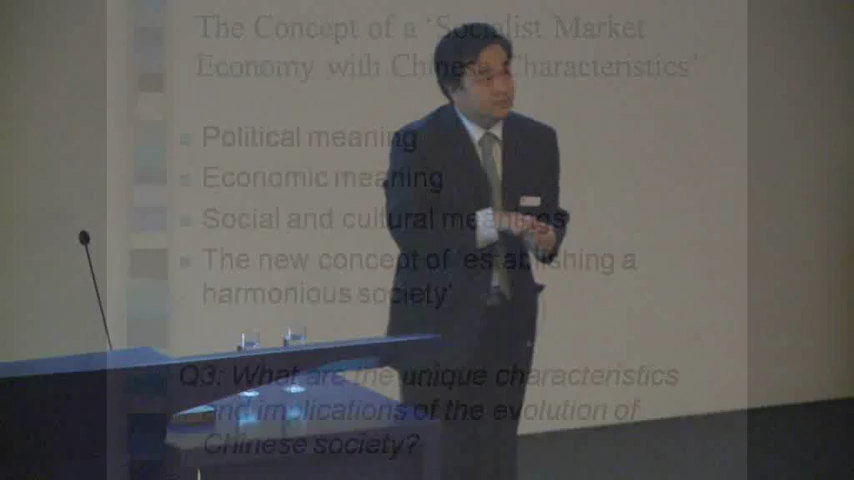 The Concept of a 'Socialist Market
Economy with Chinese Characteristics'
Political meaning
Economic meaning
Social and cultural meanings
The new concept of 'establishing a
harmonious society'
Q3: What are the unique characteristics
and implications of the evolution of
Chinese society?